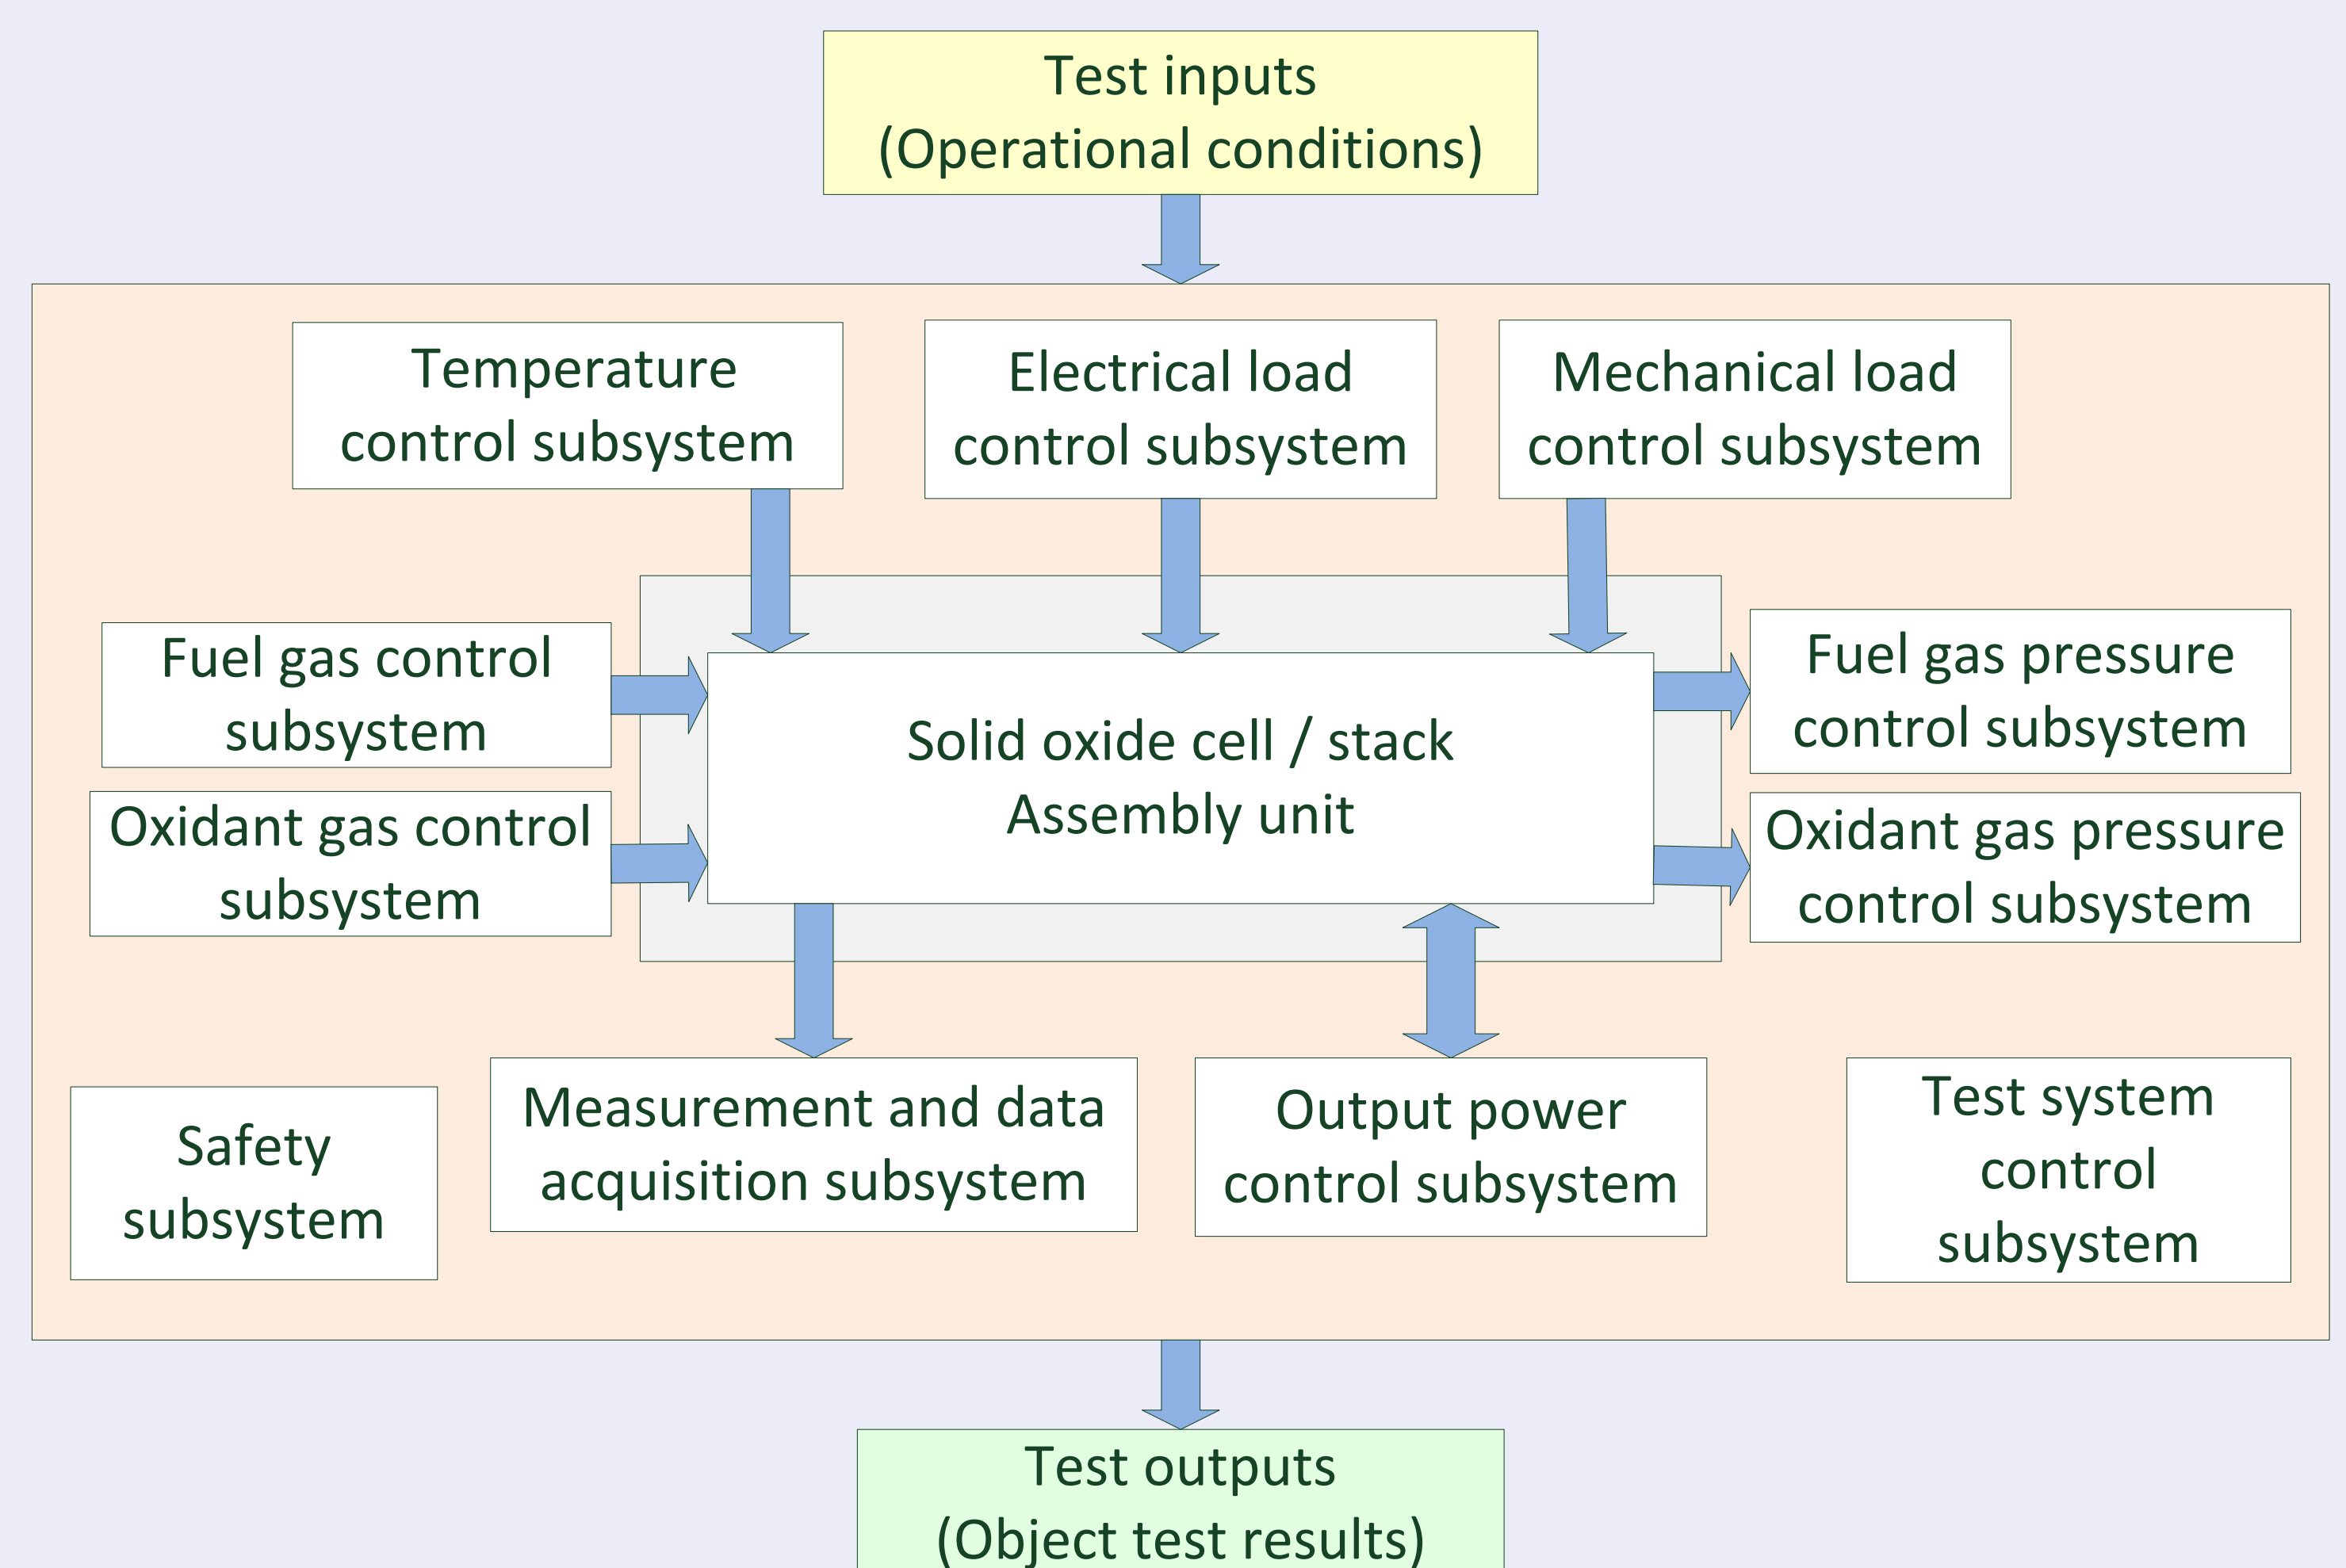 Test inputs
(Operational conditions)
Temperature
control subsystem
Electrical load
control subsystem
Mechanical load
control subsystem
Fuel gas control
subsystem
Oxidant gas control
subsystem
Solid oxide cell / stack
Assembly unit
Fuel gas pressure
control subsystem
Oxidant gas pressure
control subsystem
Safety
subsystem
Measurement and data
acquisition subsystem
Output power
control subsystem
Test system
control
subsystem
Test outputs
(Object test results)